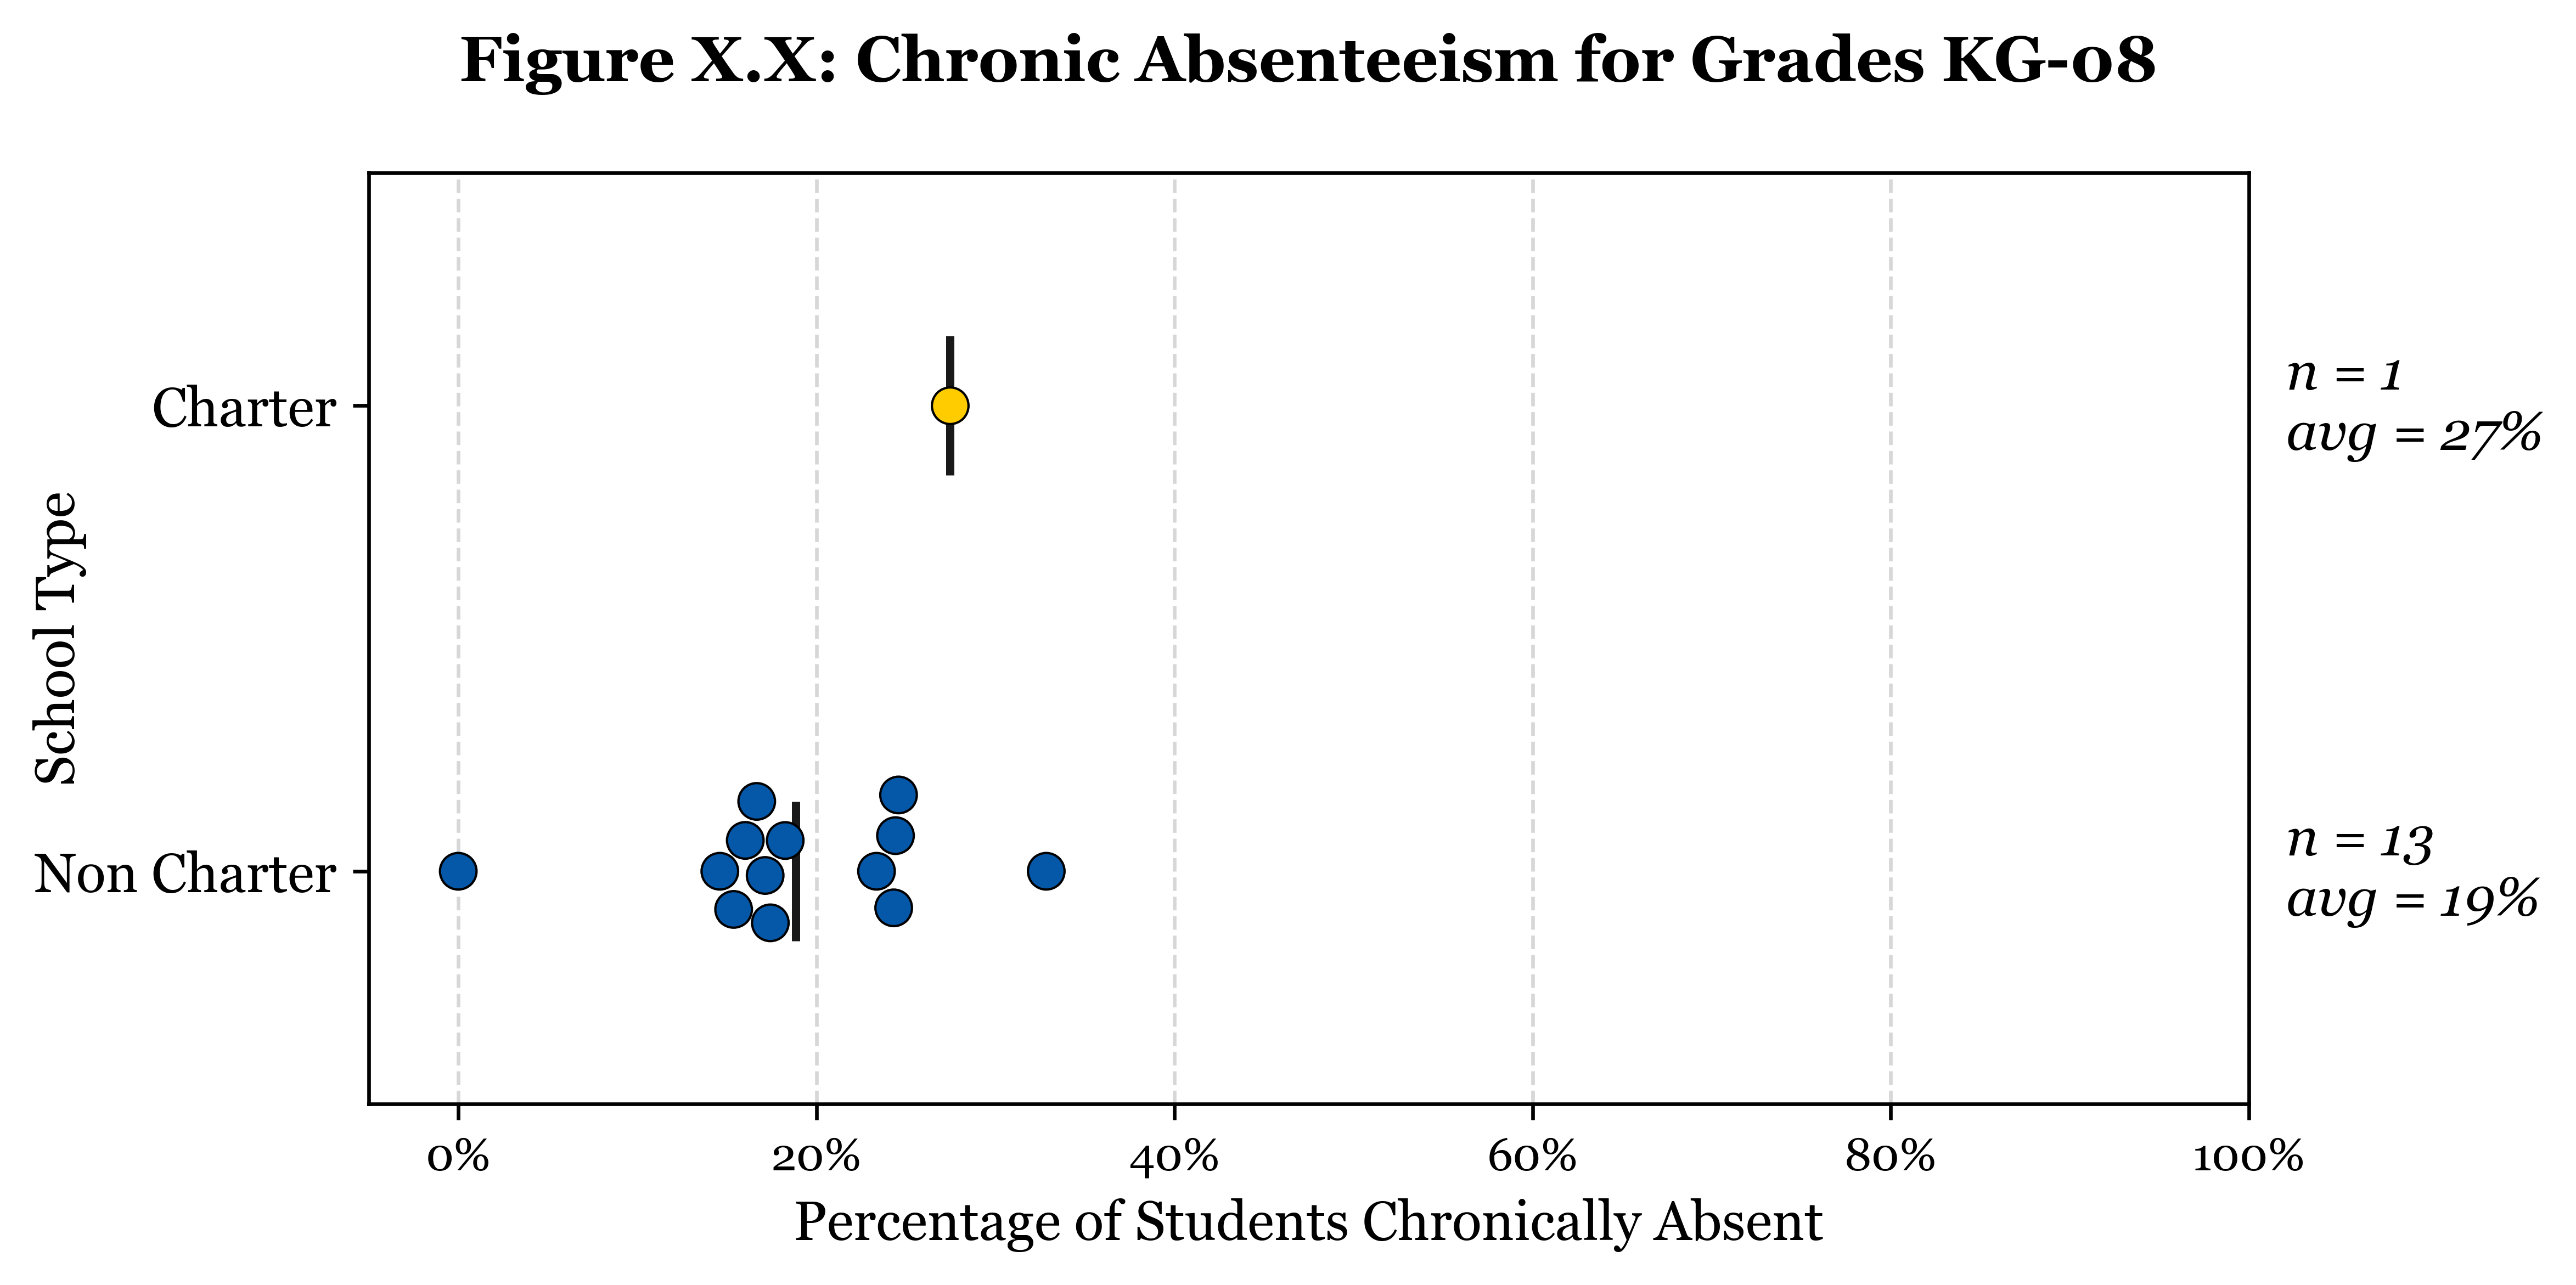 Figure X.X: Chronic Absenteeism for Grades KG-08
School Type
Charter
n = 1
avg = 27%
Non Charter
n = 13
avg = 19%
0% 20% 40% 60% 80% 100%
Percentage of Students Chronically Absent